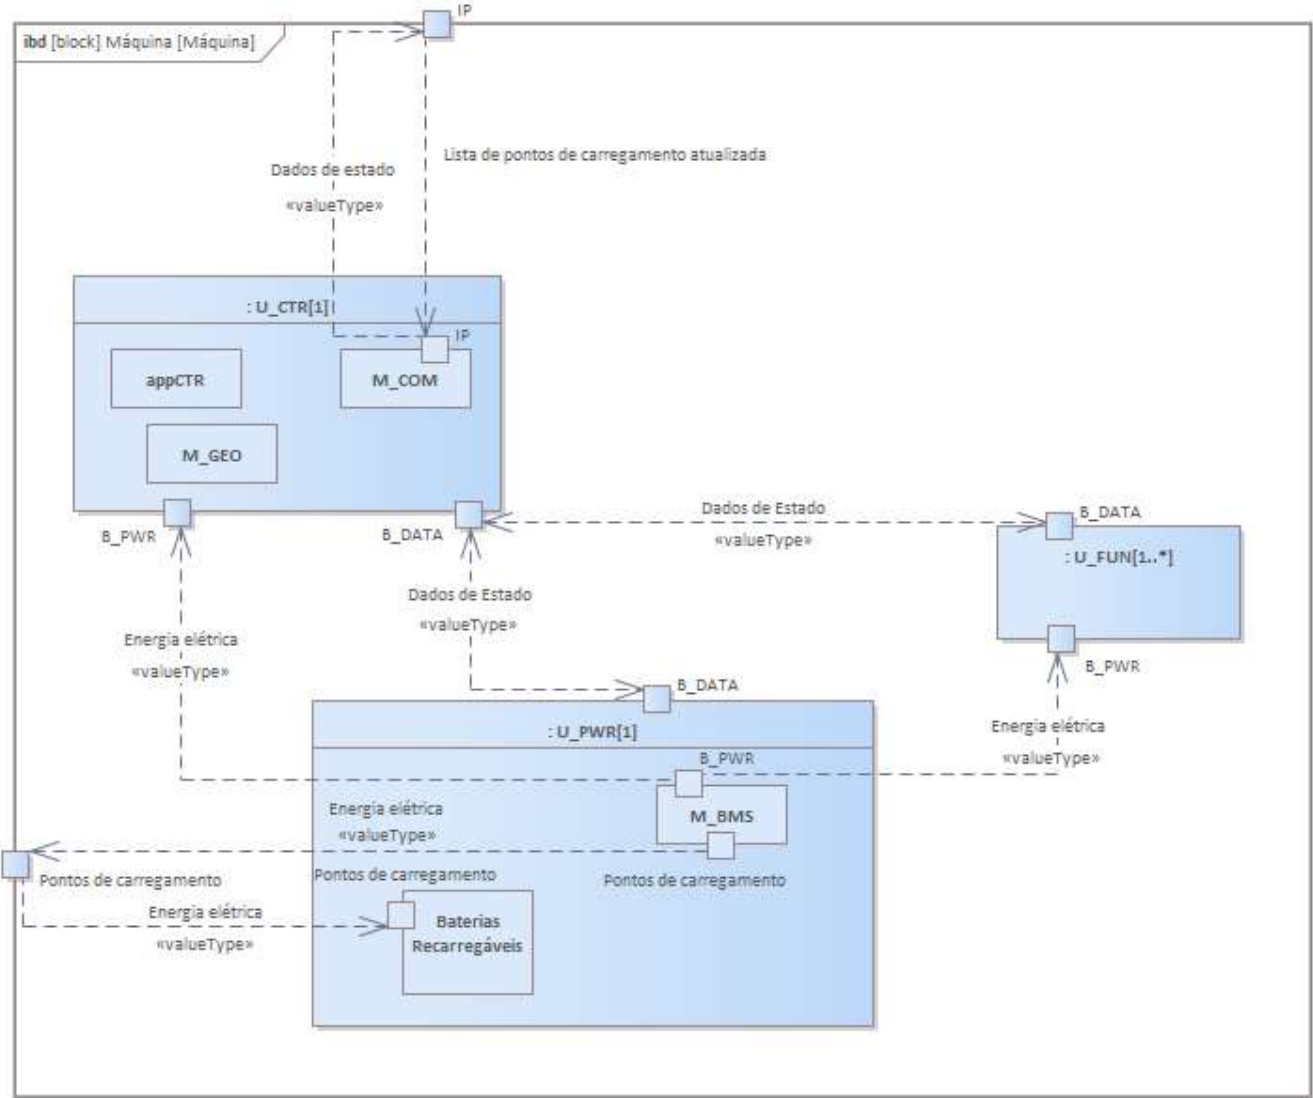 IP
ibd [block] Máquina [Máquina]
Lista de pontos de carregamento atualizada
Dados de estado
«valueType»
: U_CTR[1]
IP
appCTR
M_COM
M_GEO
B_PWR
B_DATA
Dados de Estado
«valueType»
B_DATA
: U_FUN[1..*]
B_PWR
Dados de Estado
«valueType»
Energia elétrica
«valueType»
B_DATA
: U_PWR[1]
Energia elétrica
«valueType»
B_PWR
M_BMS
Energia elétrica
«valueType»
Pontos de carregamento
Pontos de carregamento
Pontos de carregamento
Energia elétrica
«valueType»
Baterias
Recarregáveis